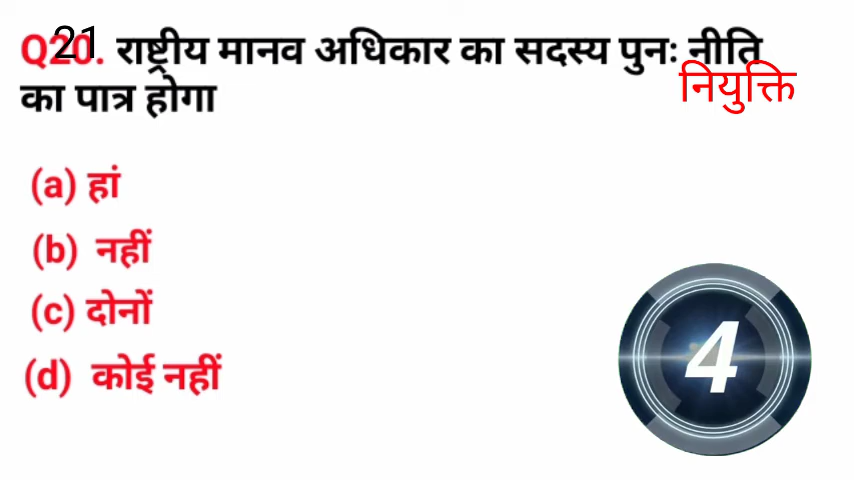 Q20. 21 राष्ट्रीय मानव अधिकार का सदस्य पुनः नीति
नियुक्ति
का पात्र होगा
(a) हां
(b) नहीं
(c) दोनों
(d) कोई नहीं
4